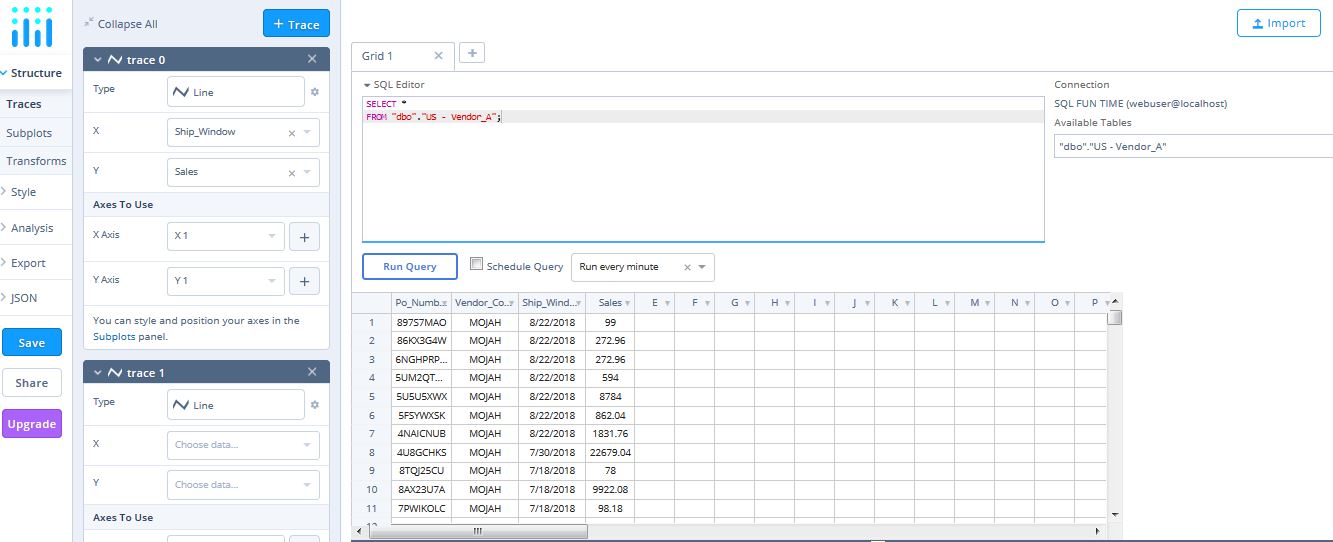 Collapse All
+ Trace
Import
Structure
Traces
Subplots
Transforms
Style
Analysis
Export
JSON
Save
Share
Upgrade
trace 0
Type
Line
X
Ship_Window
Y
Sales
Axes To Use
X Axis
X 1
Y Axis
Y 1
You can style and position your axes in the
Subplots panel.
trace 1
Type
Line
X
Choose data...
Y
Choose data...
Axes To Use
Grid 1
SQL Editor
SELECT *
FROM "dbo"."US - Vendor_A";
Connection
SQL FUN TIME (webuser@localhost)
Available Tables
"dbo"."US - Vendor_A"
Run Query
Schedule Query
Run every minute
Po_Numb... Vendor_Co... Ship_Wind... Sales E F G H I J K L M N O P
1 897S7MAO MOJAH 8/22/2018 99
2 86KX3G4W MOJAH 8/22/2018 272.96
3 6NGHPRP... MOJAH 8/22/2018 272.96
4 5UM2QT... MOJAH 8/22/2018 594
5 5U5U5XWX MOJAH 8/22/2018 8784
6 5FSYWXSK MOJAH 8/22/2018 862.04
7 4NAICNUB MOJAH 8/22/2018 1831.76
8 4U8GCHKS MOJAH 7/30/2018 22679.04
9 8TQJ25CU MOJAH 7/18/2018 78
10 8AX23U7A MOJAH 7/18/2018 9922.08
11 7PWIKOLC MOJAH 7/18/2018 98.18